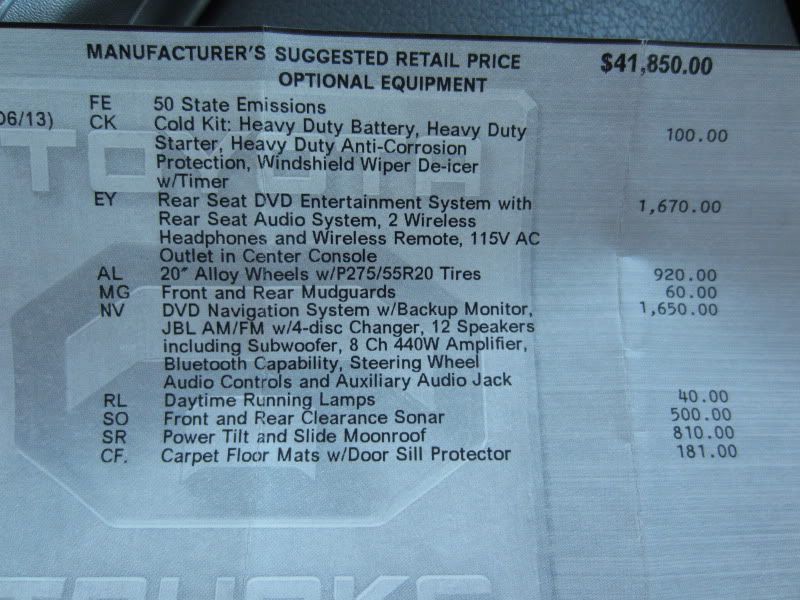 MANUFACTURER'S SUGGESTED RETAIL PRICE $41,850.00
OPTIONAL EQUIPMENT
FE 50 State Emissions
06/13) CK Cold Kit: Heavy Duty Battery, Heavy Duty 100.00
Starter, Heavy Duty Anti-Corrosion
Protection, Windshield Wiper De-icer
w/Timer
EY Rear Seat DVD Entertainment System with 1,670.00
Rear Seat Audio System, 2 Wireless
Headphones and Wireless Remote, 115V AC
Outlet in Center Console
AL 20" Alloy Wheels w/P275/55R20 Tires 920.00
MG Front and Rear Mudguards 60.00
NV DVD Navigation System w/Backup Monitor, 1,650.00
JBL AM/FM w/4-disc Changer, 12 Speakers
including Subwoofer, 8 Ch 440W Amplifier,
Bluetooth Capability, Steering Wheel
Audio Controls and Auxiliary Audio Jack
RL Daytime Running Lamps 40.00
SO Front and Rear Clearance Sonar 500.00
SR Power Tilt and Slide Moonroof 810.00
CF. Carpet Floor Mats w/Door Sill Protector 181.00
TOYOTA
TRUCKS